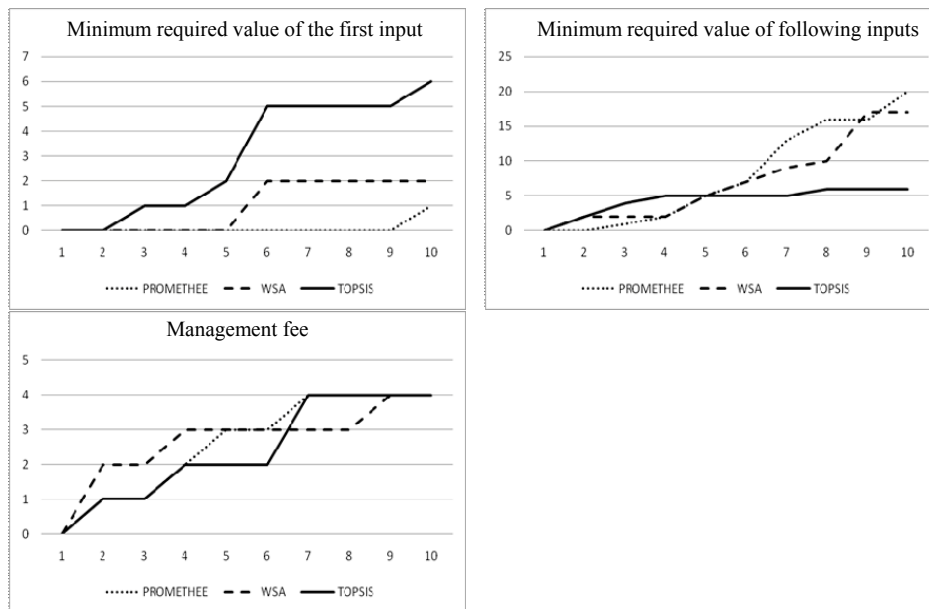 Minimum required value of the first input
7
6
5
4
3
2
1
0
1 2 3 4 5 6 7 8 9 10
PROMETHEE WSA TOPSIS
Minimum required value of following inputs
25
20
15
10
5
0
1 2 3 4 5 6 7 8 9 10
PROMETHEE WSA TOPSIS
Management fee
5
4
3
2
1
0
1 2 3 4 5 6 7 8 9 10
PROMETHEE WSA TOPSIS